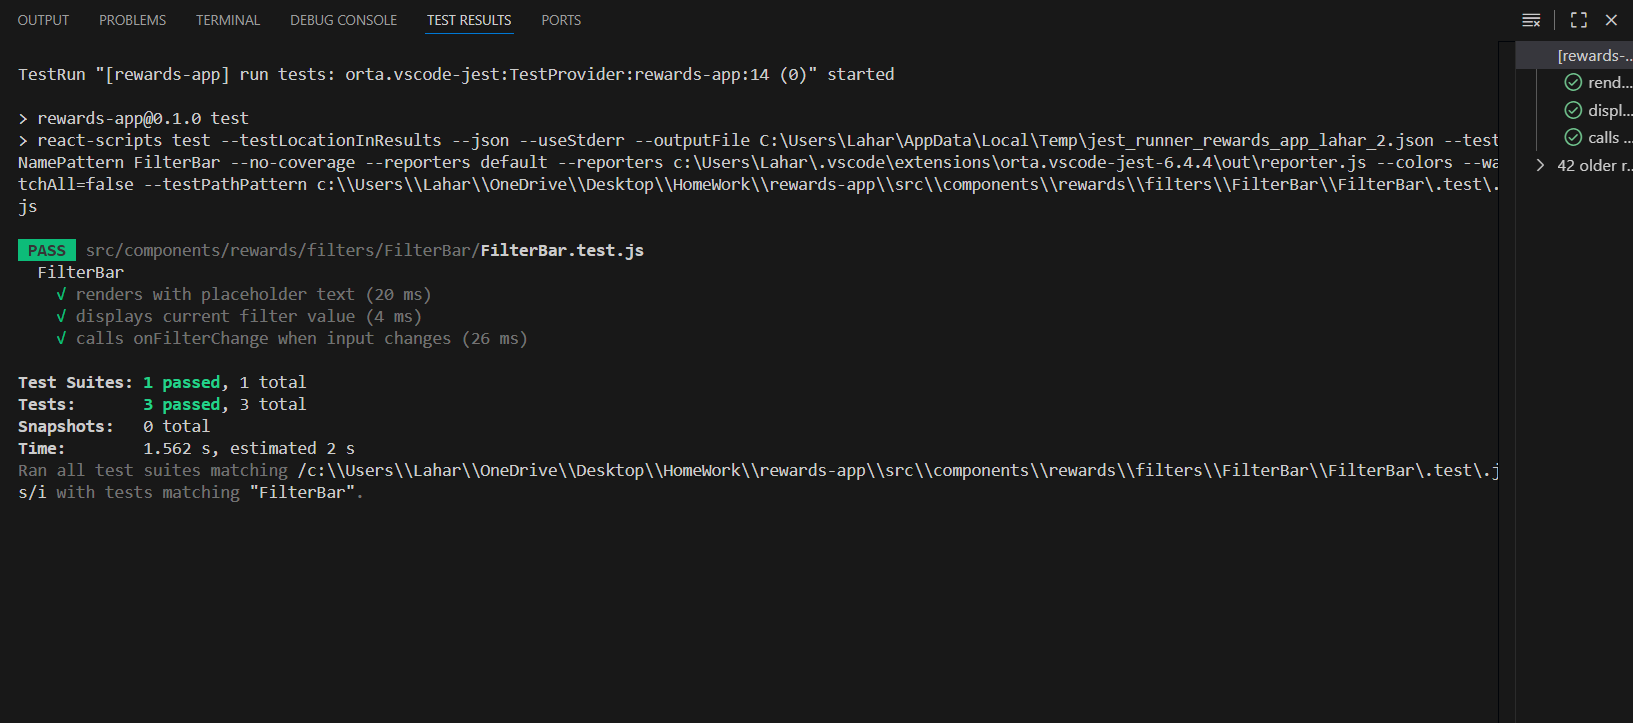 OUTPUT PROBLEMS TERMINAL DEBUG CONSOLE TEST RESULTS PORTS
TestRun "[rewards-app] run tests: orta.vscode-jest:TestProvider:rewards-app:14 (0)" started
> rewards-app@0.1.0 test
> react-scripts test --testLocationInResults --json --useStderr --outputFile C:\Users\Lahar\AppData\Local\Temp\jest_runner_rewards_app_lahar_2.json --test
NamePattern FilterBar --no-coverage --reporters default --reporters c:\Users\Lahar\.vscode\extensions\orta.vscode-jest-6.4.4\out\reporter.js --colors --wa
tchAll=false --testPathPattern c:\\Users\\Lahar\\OneDrive\\Desktop\\HomeWork\\rewards-app\\src\\components\\rewards\\filters\\FilterBar\\FilterBar\.test\.
js
PASS src/components/rewards/filters/FilterBar/FilterBar.test.js
FilterBar
√ renders with placeholder text (20 ms)
√ displays current filter value (4 ms)
√ calls onFilterChange when input changes (26 ms)
Test Suites: 1 passed, 1 total
Tests: 3 passed, 3 total
Snapshots: 0 total
Time: 1.562 s, estimated 2 s
Ran all test suites matching /c:\\Users\\Lahar\\OneDrive\\Desktop\\HomeWork\\rewards-app\\src\\components\\rewards\\filters\\FilterBar\\FilterBar\.test\.j
s/i with tests matching "FilterBar".
[rewards-...
rend...
displ...
calls ...
42 older r...